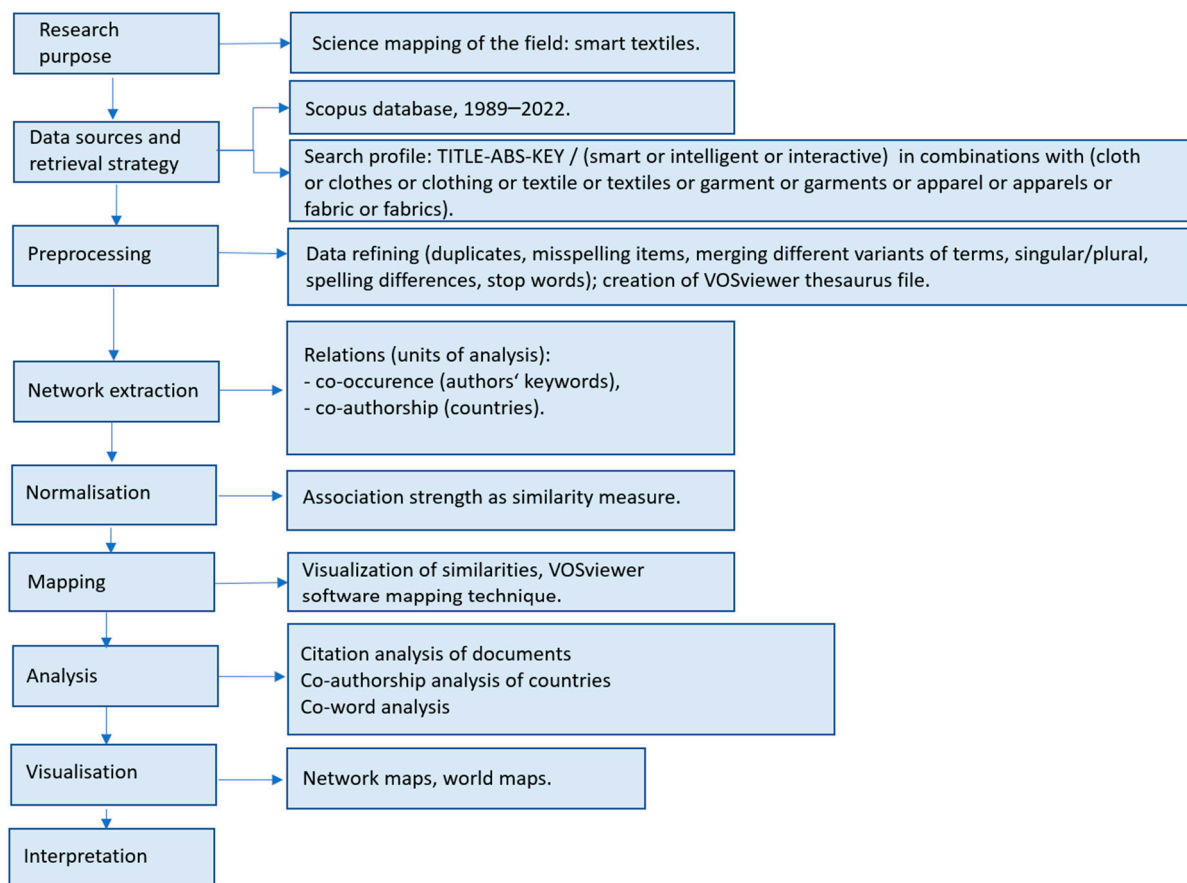 Research
purpose
Science mapping of the field: smart textiles.
Data sources and
retrieval strategy
Scopus database, 1989–2022.
Search profile: TITLE-ABS-KEY / (smart or intelligent or interactive) in combinations with (cloth
or clothes or clothing or textile or textiles or garment or garments or apparel or apparels or
fabric or fabrics).
Preprocessing
Data refining (duplicates, misspelling items, merging different variants of terms, singular/plural,
spelling differences, stop words); creation of VOSviewer thesaurus file.
Network extraction
Relations (units of analysis):
- co-occurence (authors‘ keywords),
- co-authorship (countries).
Normalisation
Association strength as similarity measure.
Mapping
Visualization of similarities, VOSviewer
software mapping technique.
Analysis
Citation analysis of documents
Co-authorship analysis of countries
Co-word analysis
Visualisation
Network maps, world maps.
Interpretation